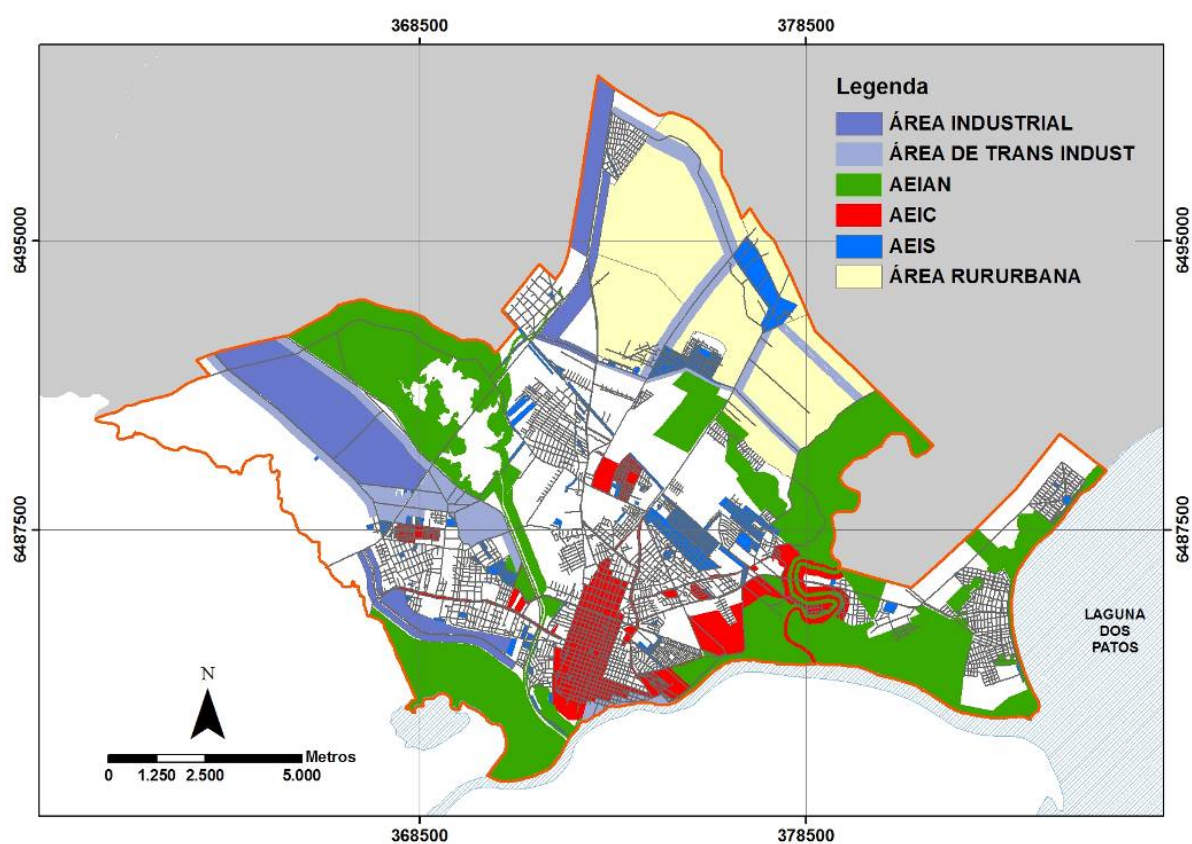 368500
378500
Legenda
ÁREA INDUSTRIAL
ÁREA DE TRANS INDUST
AEIAN
AEIC
AEIS
ÁREA RURURBANA
6495000
6495000
6487500
6487500
LAGUNA
DOS
PATOS
N
Metros
0 1.250 2.500 5.000
368500
378500